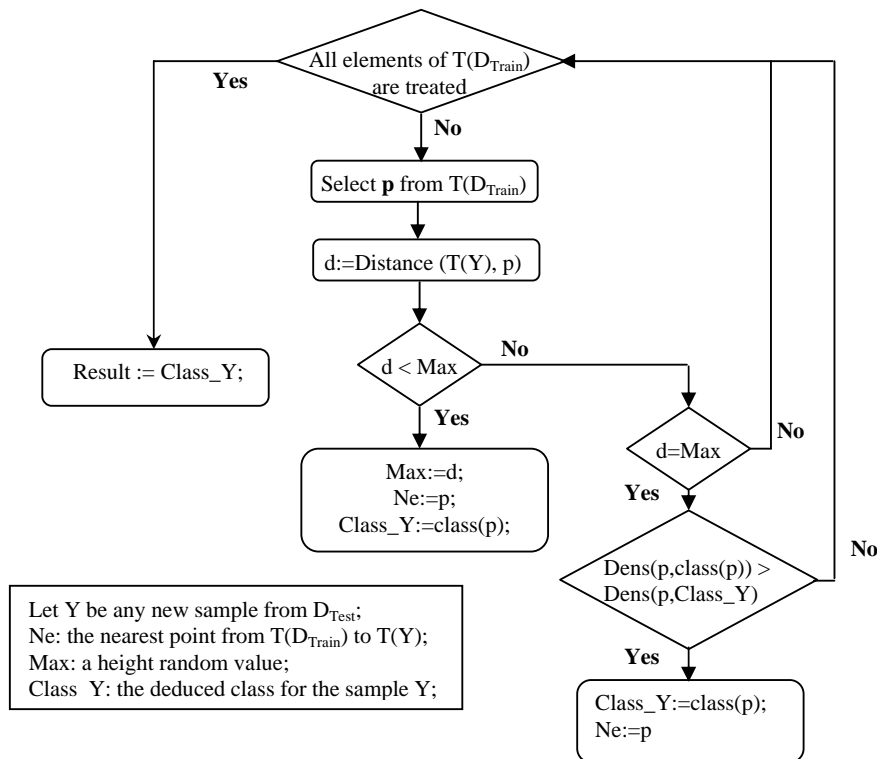 All elements of T(D_Train)
are treated
Yes
No
Select p from T(D_Train)
d:=Distance (T(Y), p)
d < Max
No
Yes
Result := Class_Y;
Max:=d;
Ne:=p;
Class_Y:=class(p);
d=Max
No
Yes
Dens(p,class(p)) >
Dens(p,Class_Y)
No
Yes
Class_Y:=class(p);
Ne:=p
Let Y be any new sample from D_Test;
Ne: the nearest point from T(D_Train) to T(Y);
Max: a height random value;
Class Y: the deduced class for the sample Y;